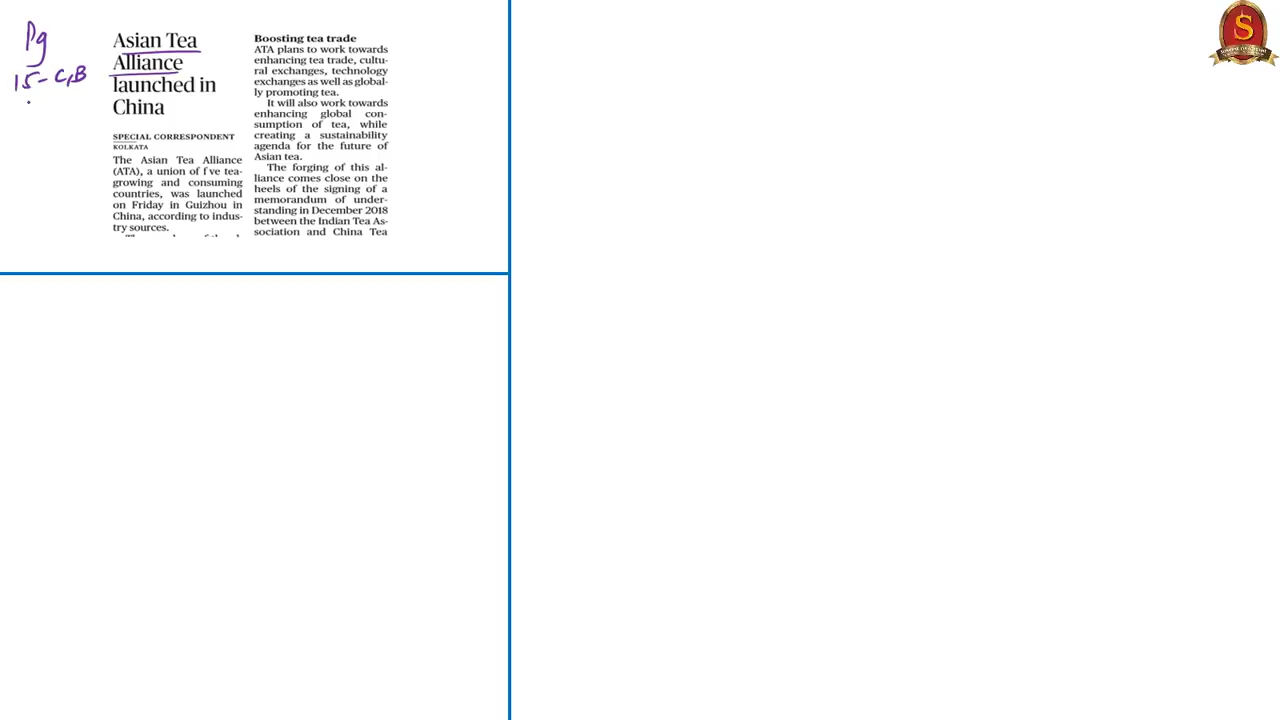 Pg
15- C,B
Asian Tea
Alliance
launched in
China
SPECIAL CORRESPONDENT
KOLKATA
The Asian Tea Alliance
(ATA), a union of f ve tea-
growing and consuming
countries, was launched
on Friday in Guizhou in
China, according to indus-
try sources.
Boosting tea trade
ATA plans to work towards
enhancing tea trade, cultu-
ral exchanges, technology
exchanges as well as global-
ly promoting tea.
It will also work towards
enhancing global con-
sumption of tea, while
creating a sustainability
agenda for the future of
Asian tea.
The forging of this al-
liance comes close on the
heels of the signing of a
memorandum of under-
standing in December 2018
between the Indian Tea As-
sociation and China Tea
S